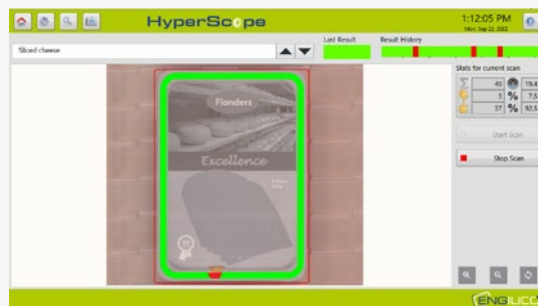 HyperScope
1:12:05 PM
Sliced cheese
Last Result
Result History
Stats for current scan
40
19.4
3 % 7.5
37 % 92.5
Start Scan
Stop Scan
Flanders
Excellence
ENGILICO